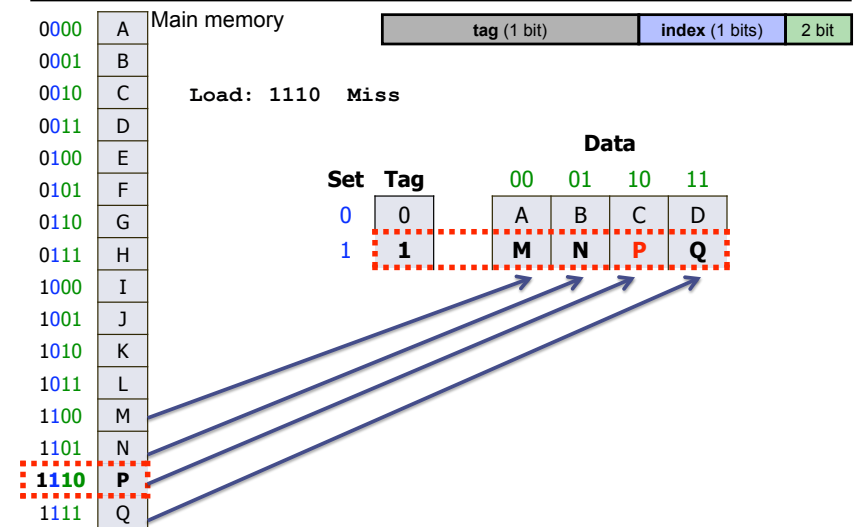 Main memory
tag (1 bit) index (1 bits) 2 bit
0000 A
0001 B
0010 C
Load: 1110 Miss
0011 D
0100 E
0101 F
0110 G
0111 H
1000 I
1001 J
1010 K
1011 L
1100 M
1101 N
1110 P
1111 Q
Data
Set Tag 00 01 10 11
0 0 A B C D
1 1 M N P Q